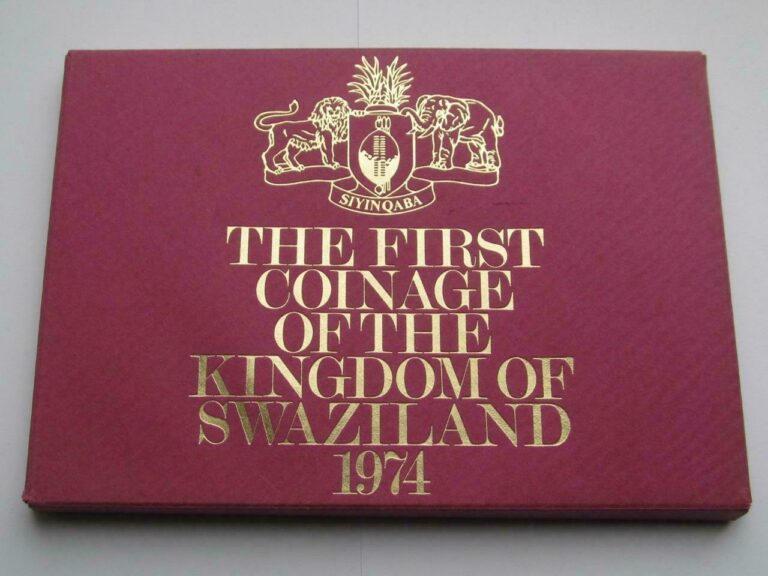 SIYINQABA
THE FIRST
COINAGE
OF THE
KINGDOM OF
SWAZILAND
1974